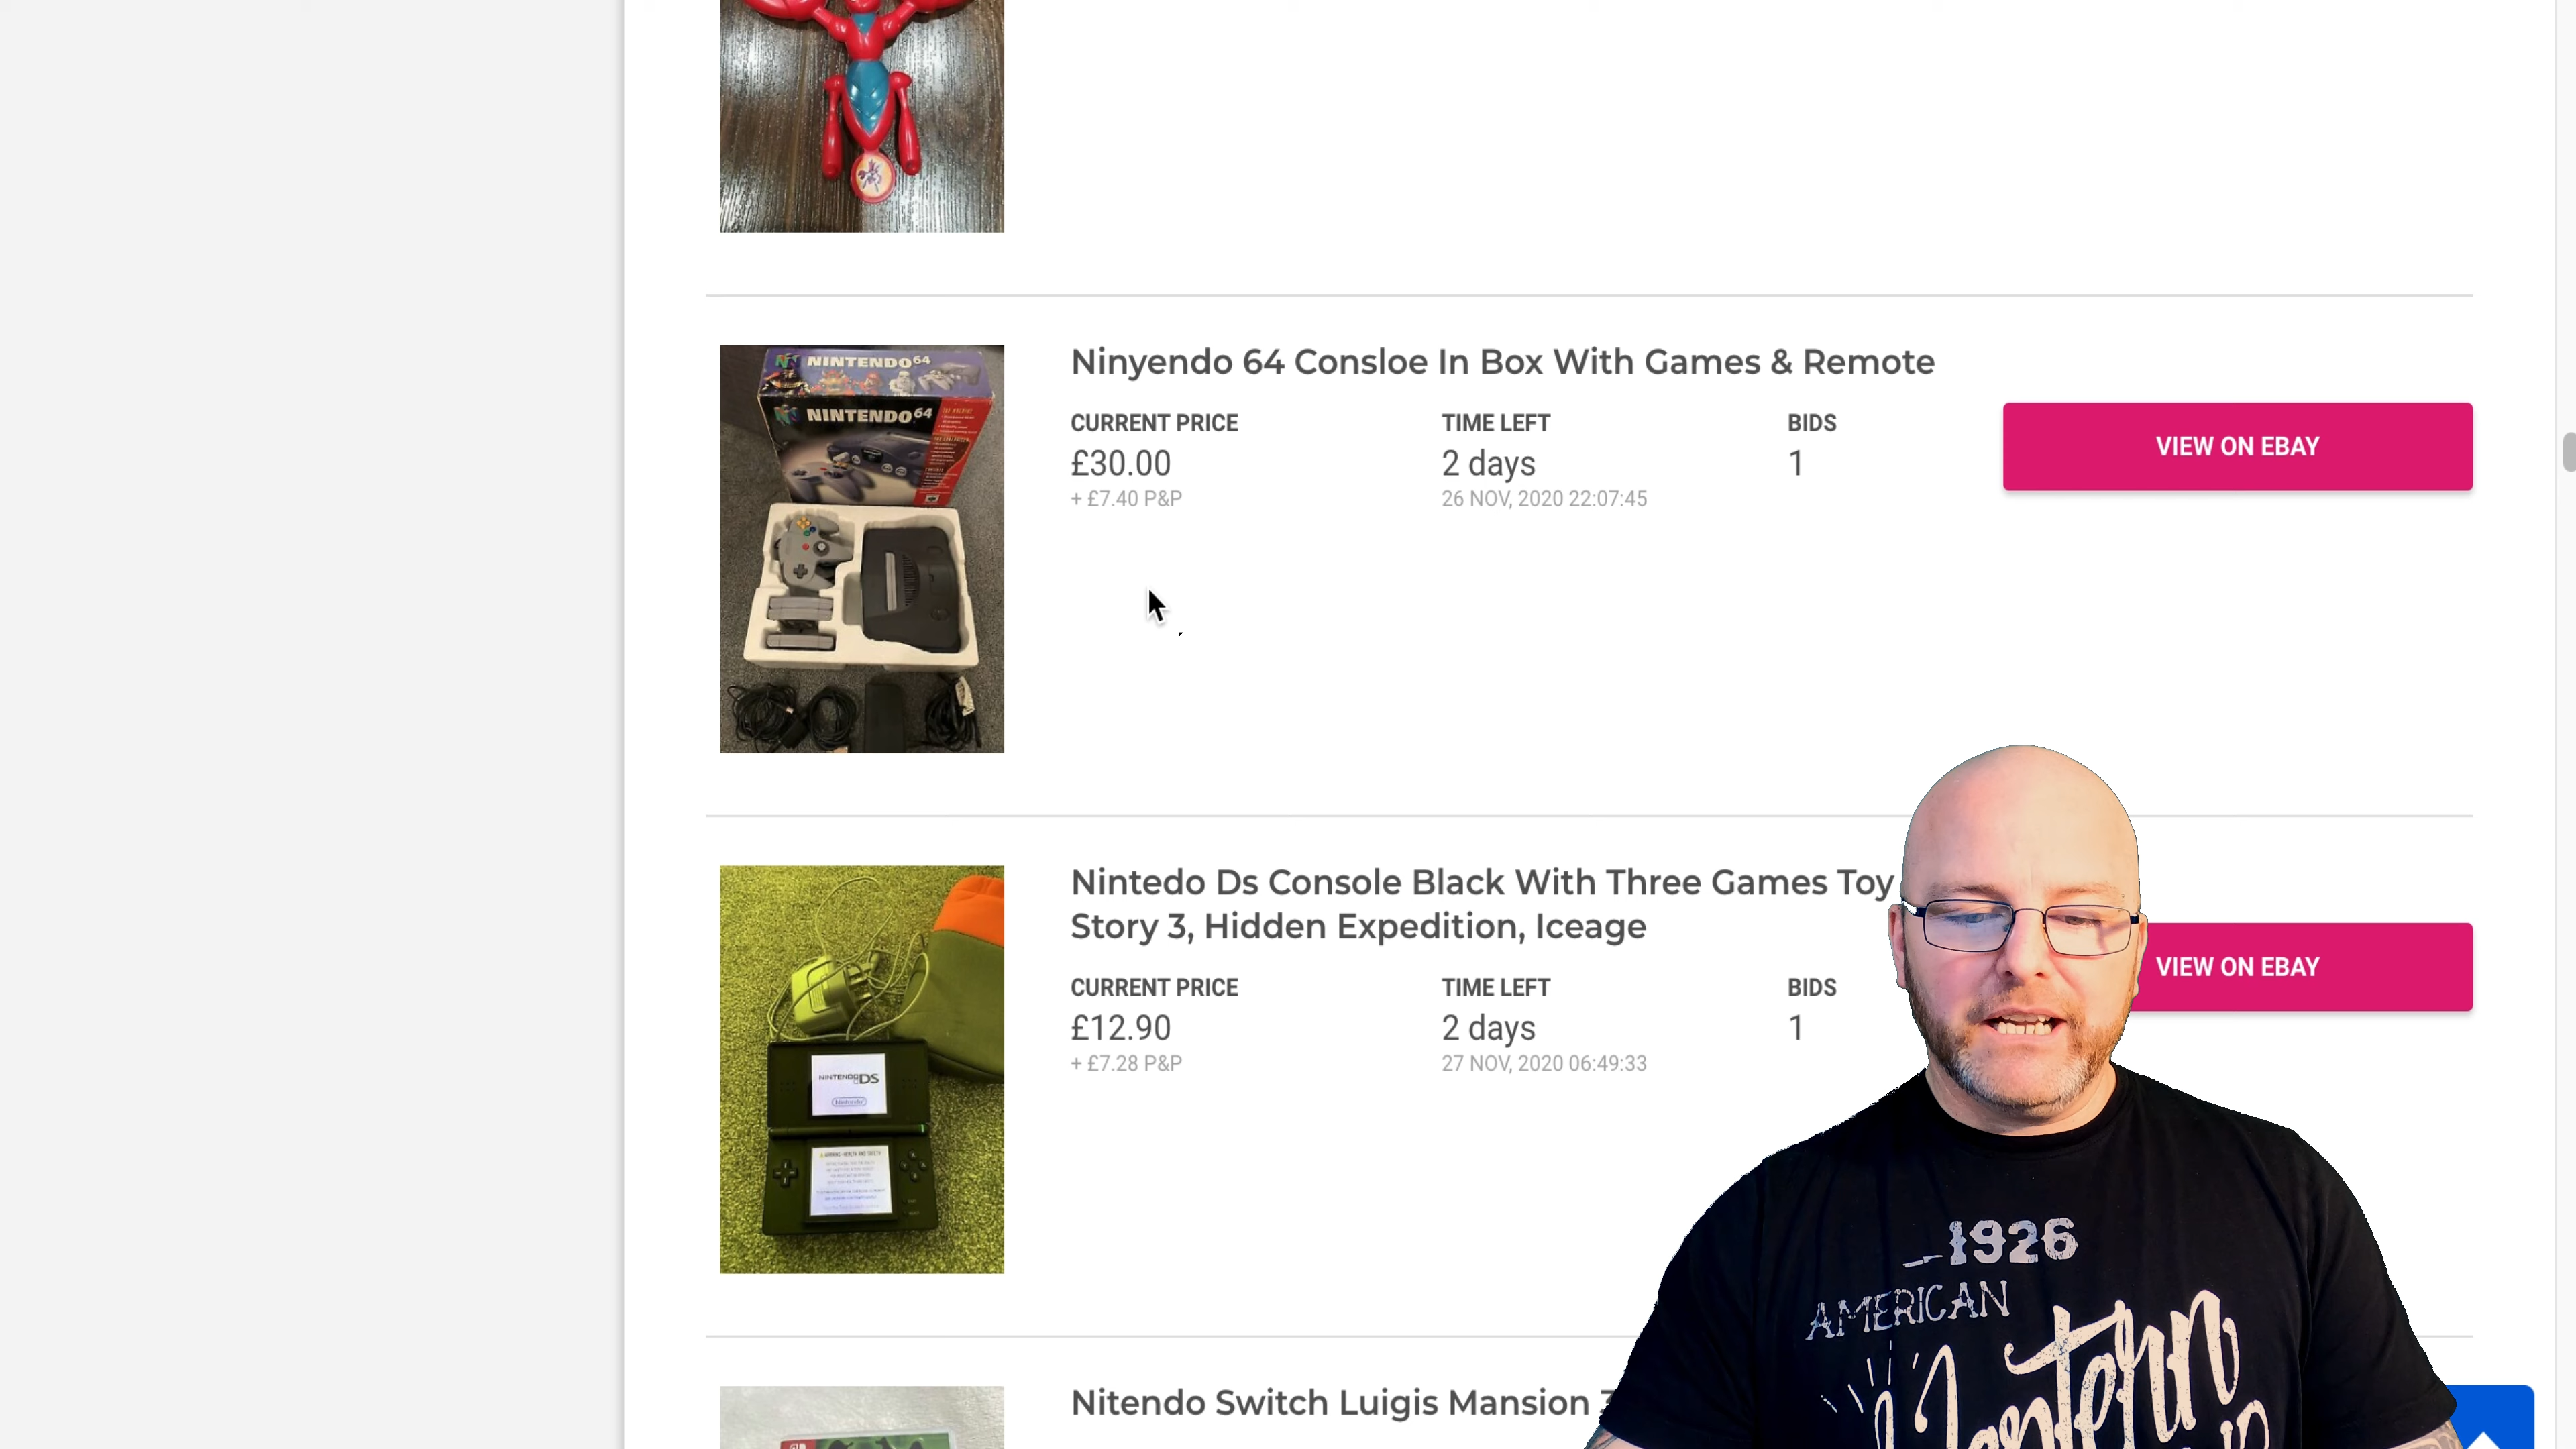 NINTENDO 64
NINTENDO 64
Ninyendo 64 Consloe In Box With Games & Remote
CURRENT PRICE
TIME LEFT
BIDS
£30.00
2 days
1
+ £7.40 P&P
26 NOV, 2020 22:07:45
VIEW ON EBAY
Nintedo Ds Console Black With Three Games Toy
Story 3, Hidden Expedition, Iceage
CURRENT PRICE
TIME LEFT
BIDS
£12.90
2 days
1
+ £7.28 P&P
27 NOV, 2020 06:49:33
VIEW ON EBAY
NINTENDO DS
Nintendo
Nitendo Switch Luigis Mansion
1926
AMERICAN